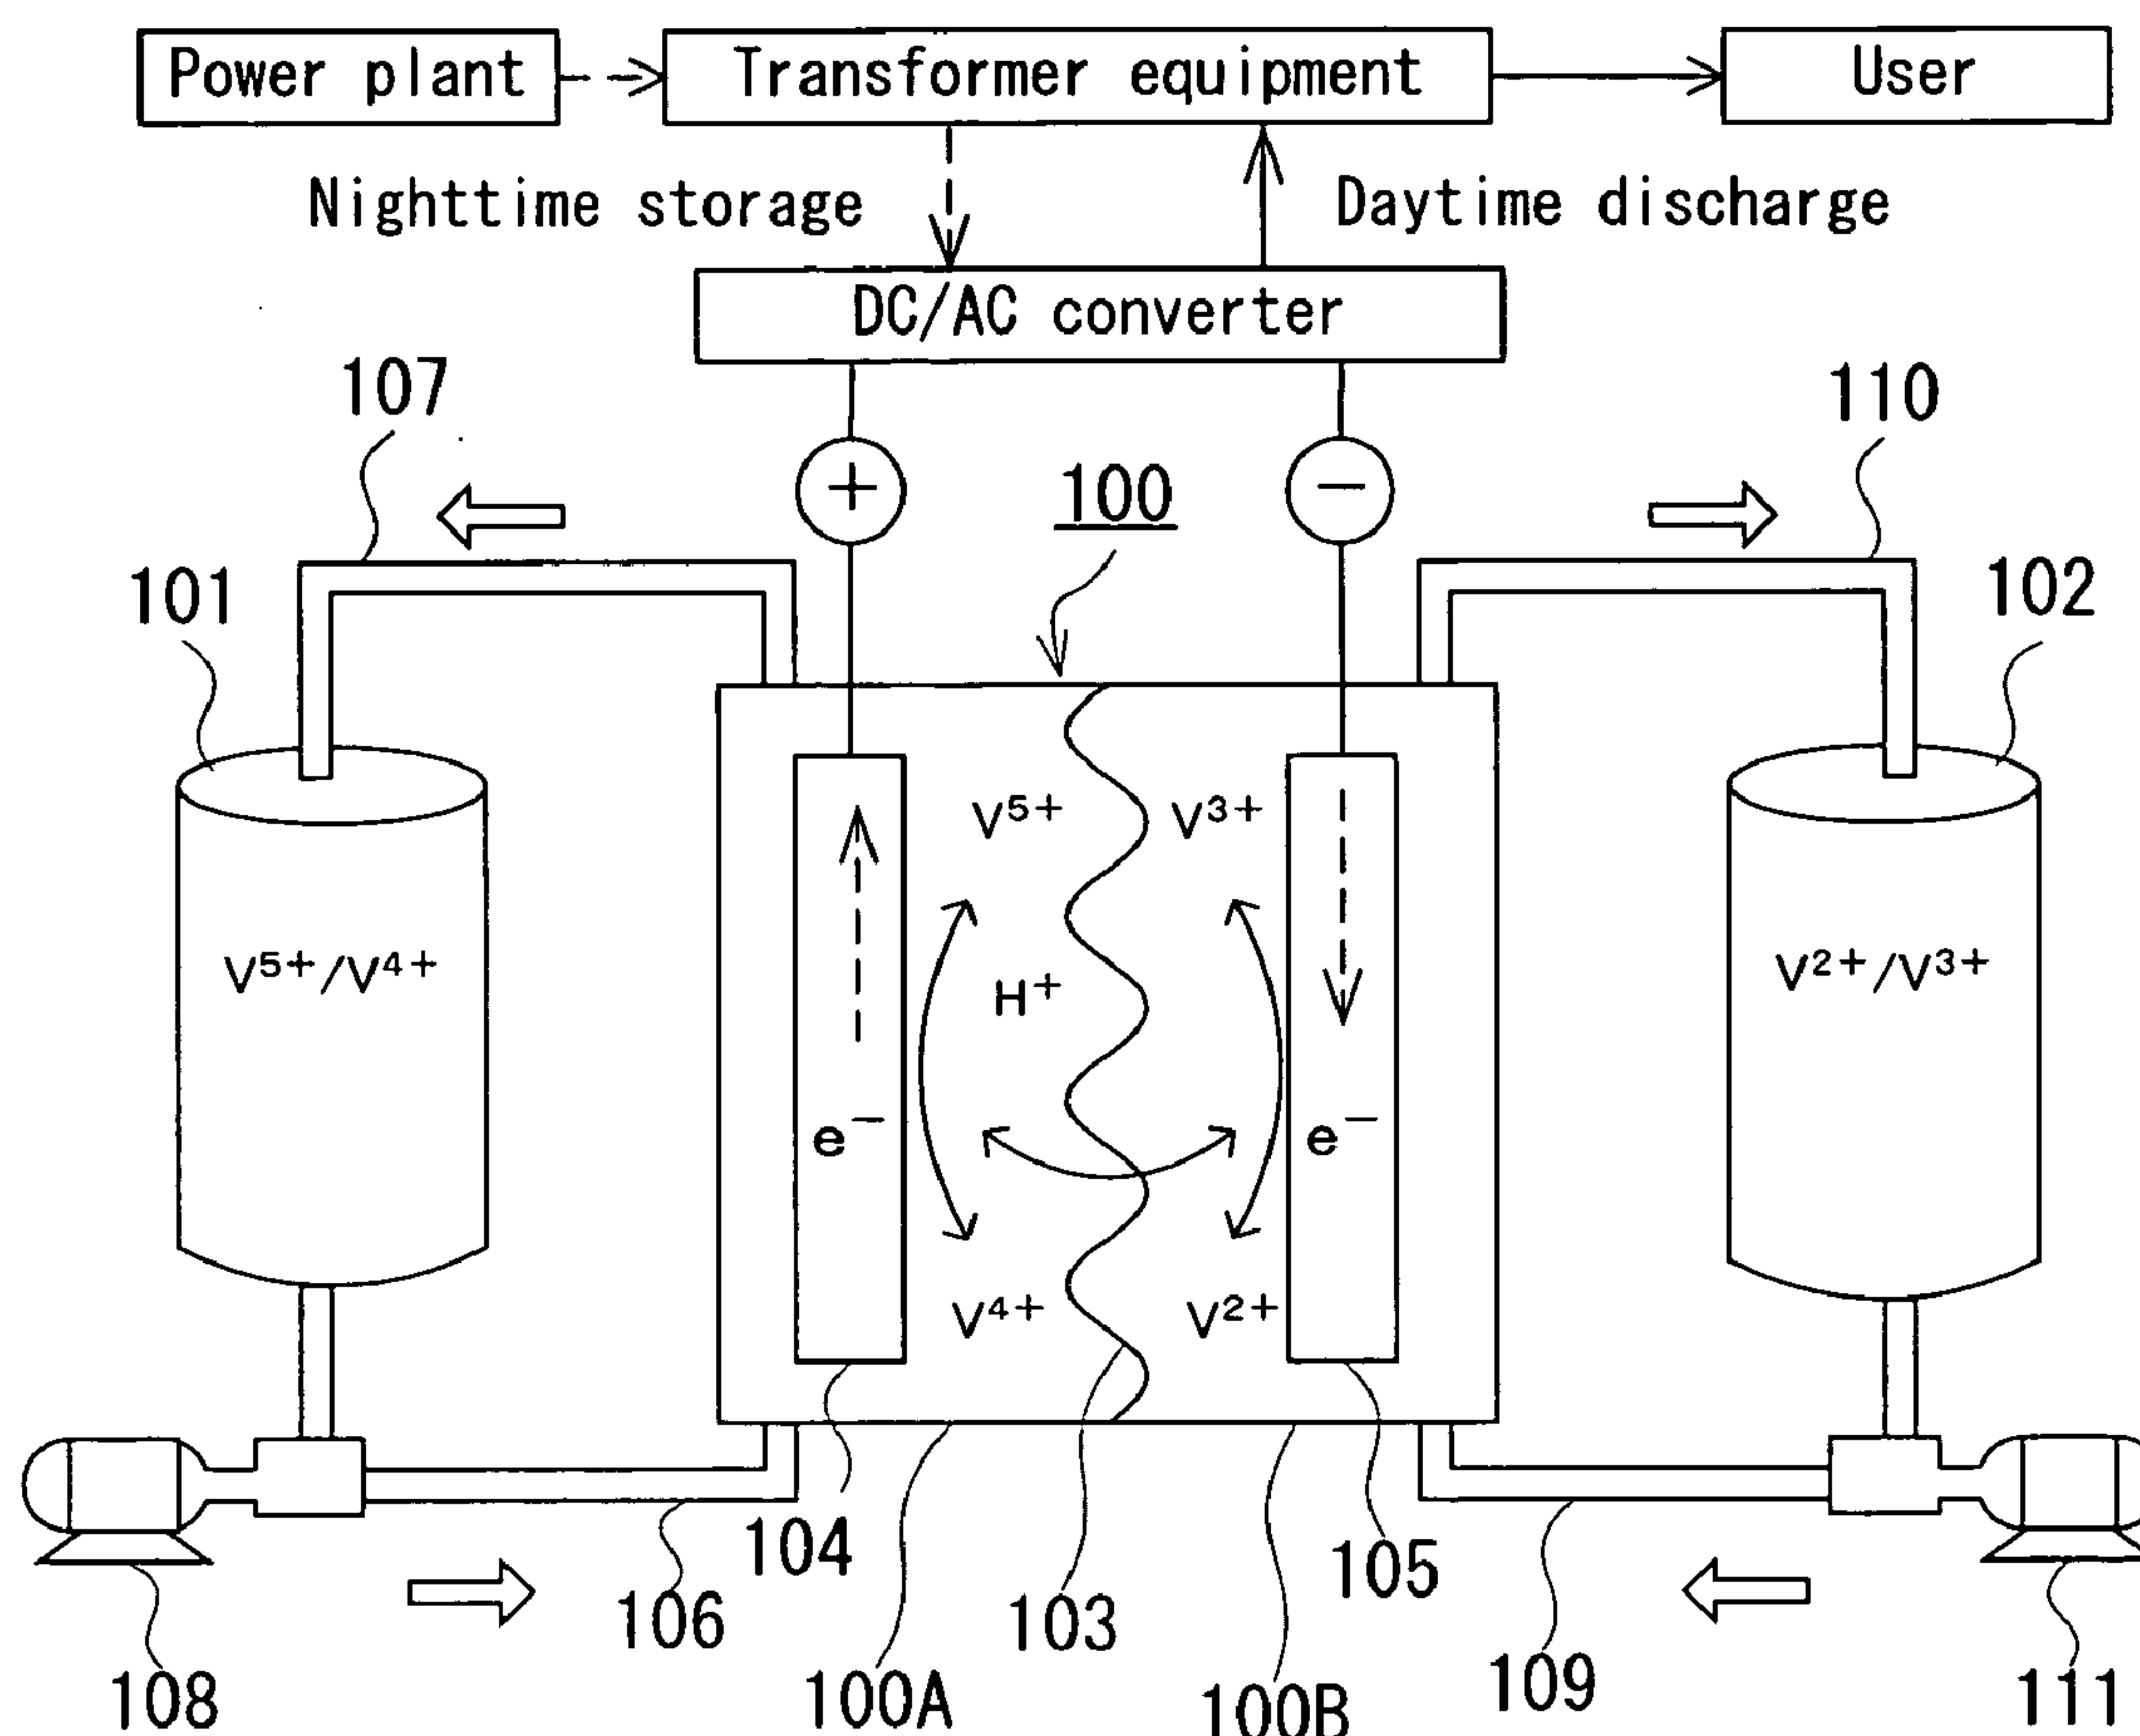 Power plant
Transformer equipment
User
Nighttime storage
Daytime discharge
DC/AC converter
107
110
+
−
100
101
102
V⁵⁺
V³⁺
V⁵⁺/V⁴⁺
H⁺
V²⁺/V³⁺
e⁻
e⁻
V⁴⁺
V²⁺
104
105
106
103
109
108
100A
100B
111